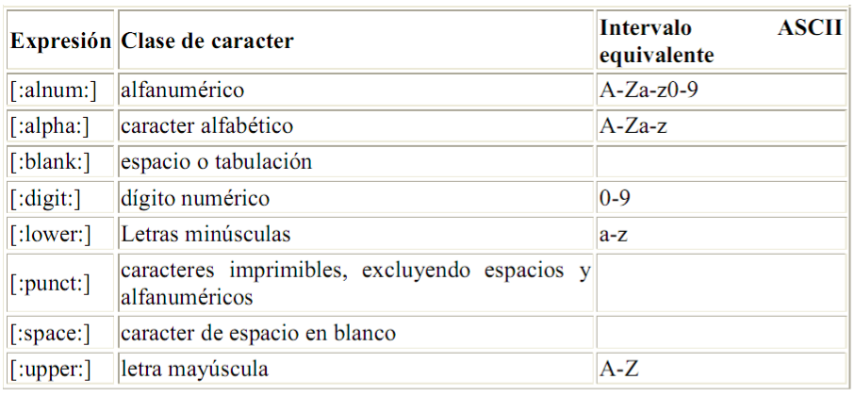 Expresión Clase de caracter Intervalo ASCII equivalente
[:alnum:] alfanumérico A-Za-z0-9
[:alpha:] caracter alfabético A-Za-z
[:blank:] espacio o tabulación
[:digit:] dígito numérico 0-9
[:lower:] Letras minúsculas a-z
[:punct:] caracteres imprimibles, excluyendo espacios y alfanuméricos
[:space:] caracter de espacio en blanco
[:upper:] letra mayúscula A-Z